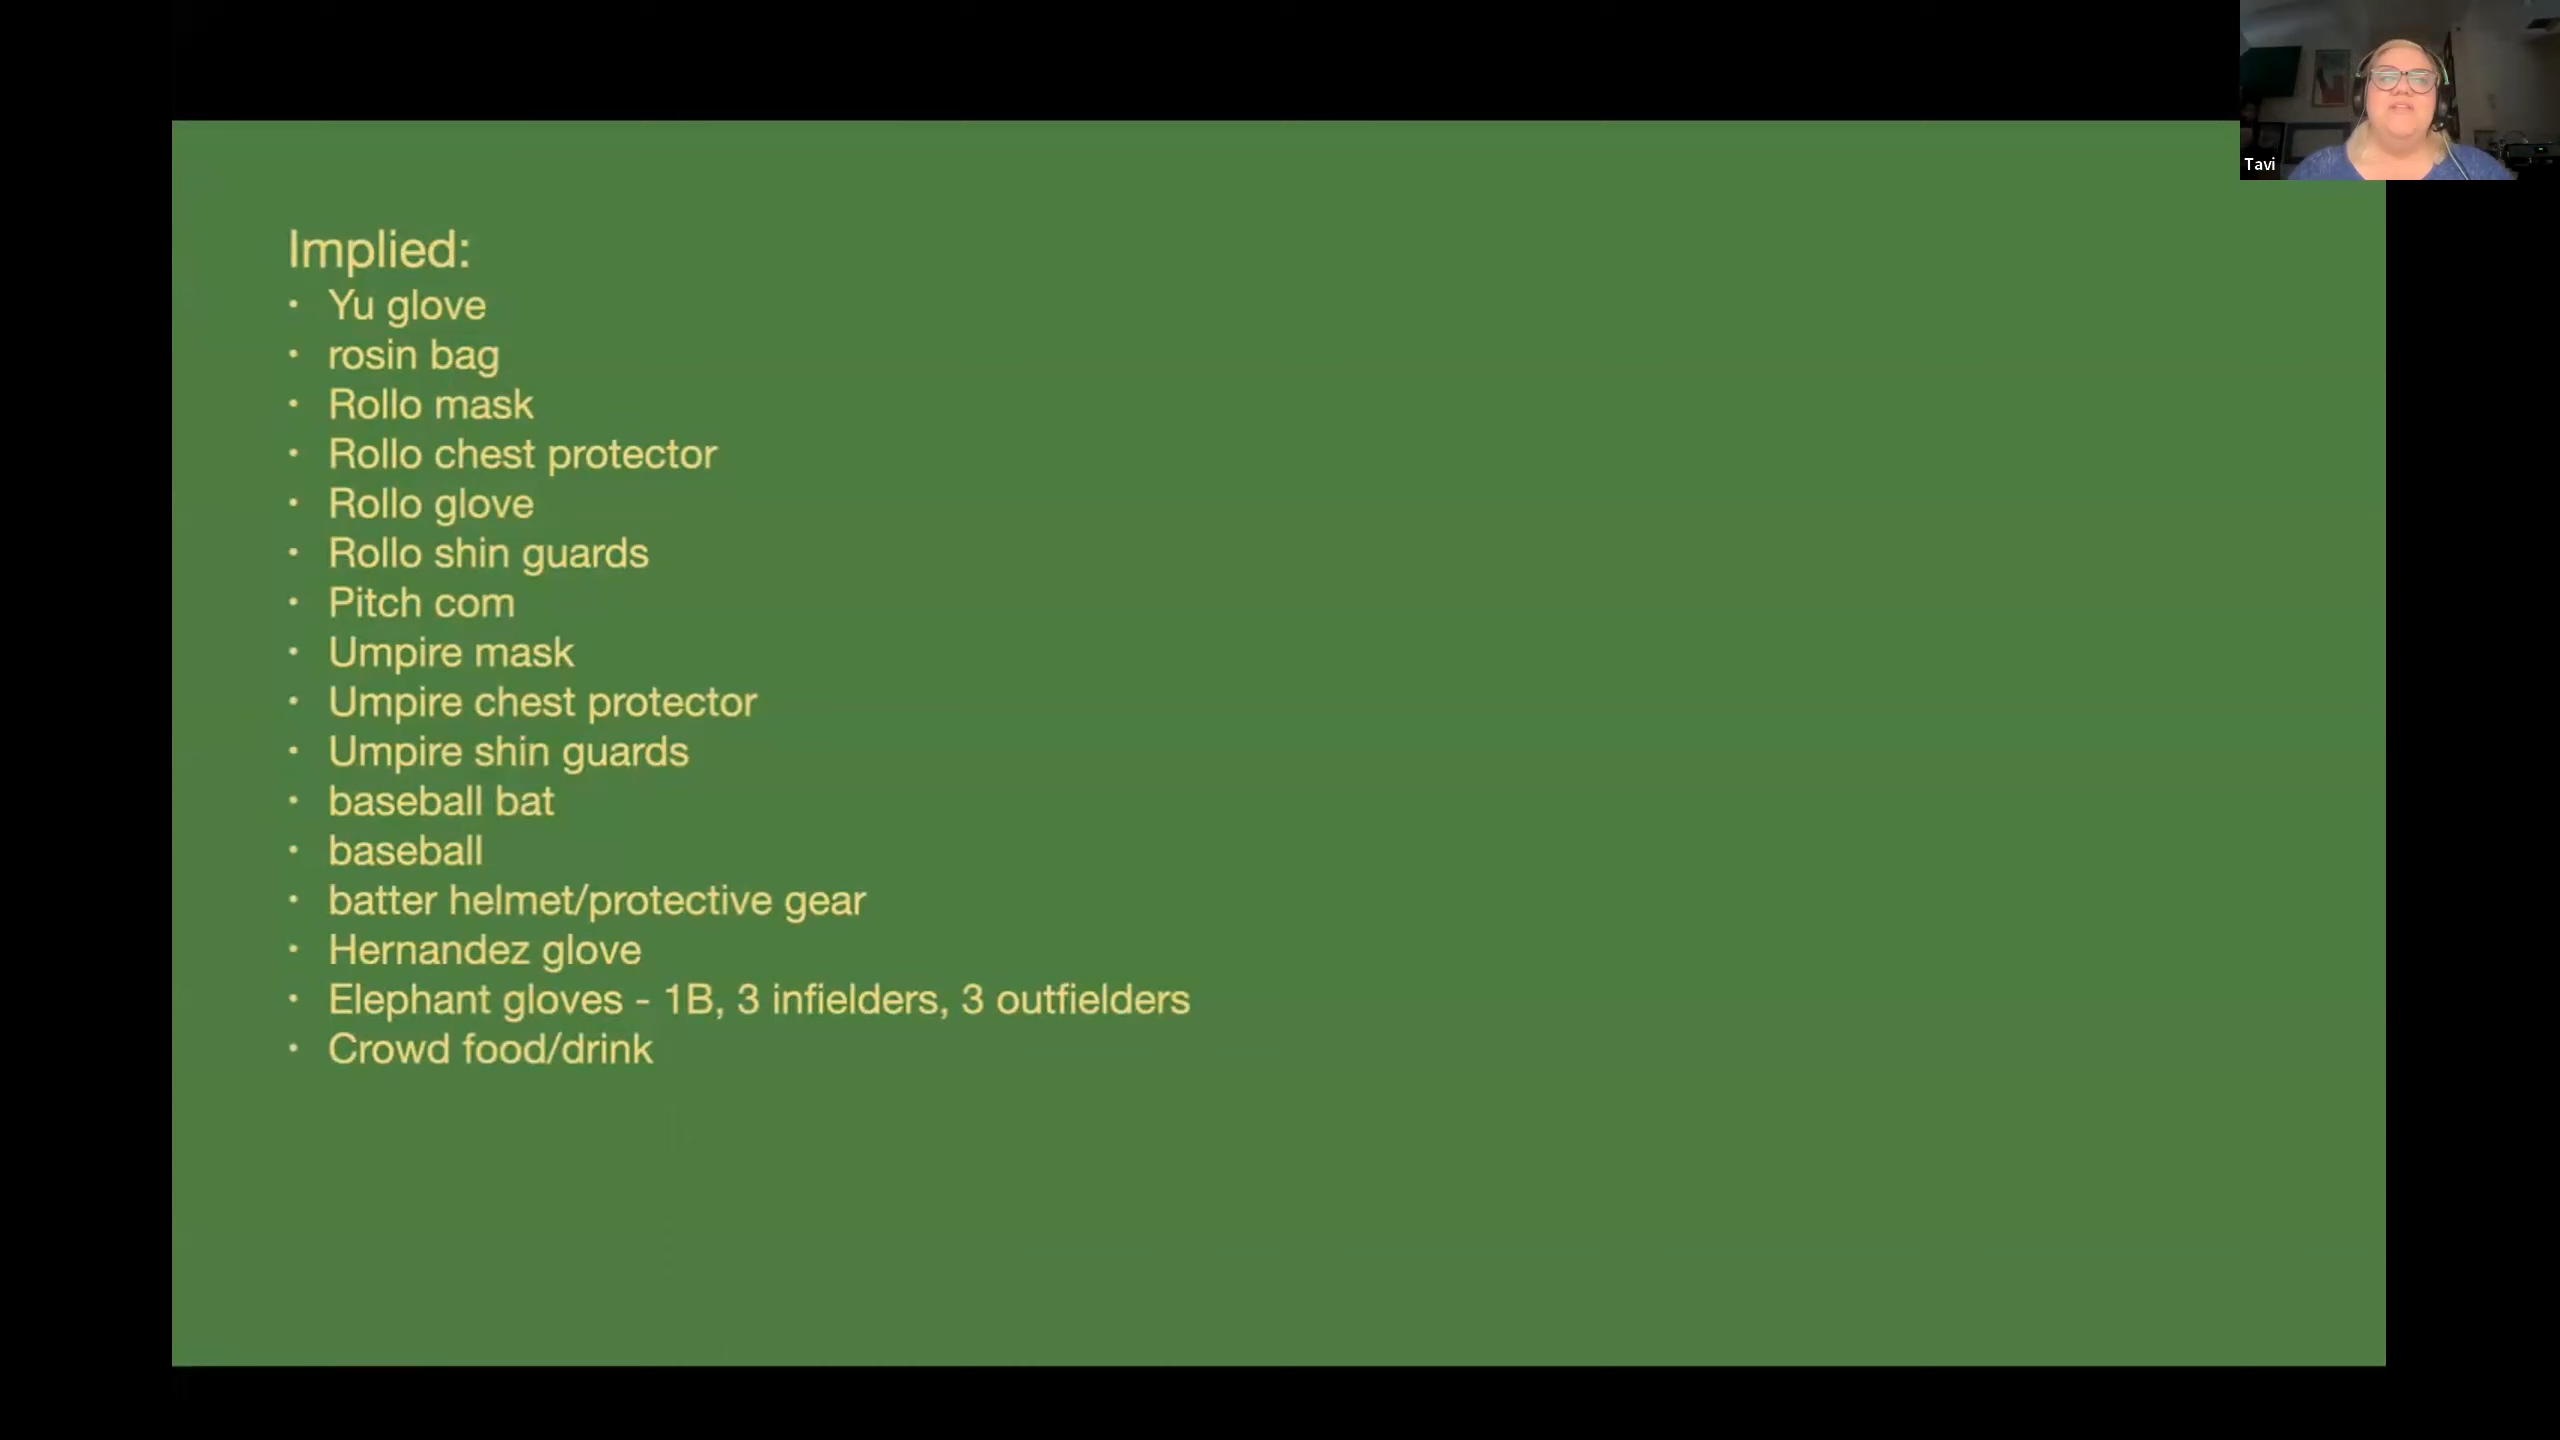 Implied:
• Yu glove
• rosin bag
• Rollo mask
• Rollo chest protector
• Rollo glove
• Rollo shin guards
• Pitch com
• Umpire mask
• Umpire chest protector
• Umpire shin guards
• baseball bat
• baseball
• batter helmet/protective gear
• Hernandez glove
• Elephant gloves - 1B, 3 infielders, 3 outfielders
• Crowd food/drink
Tavi